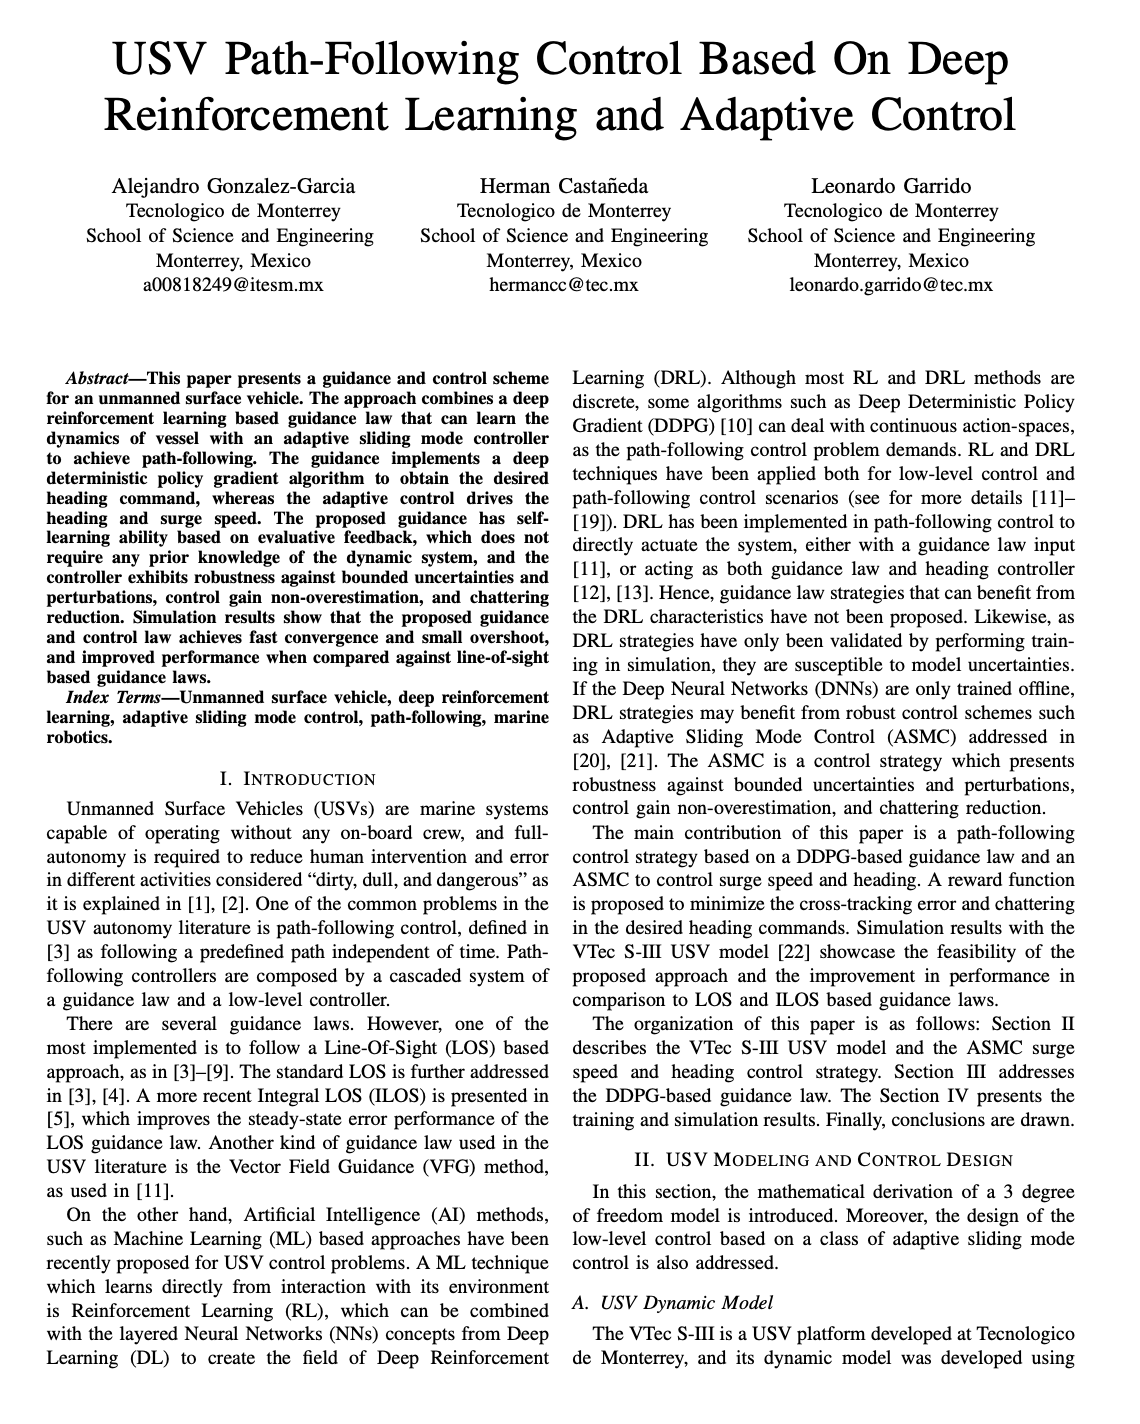 USV Path-Following Control Based On Deep
Reinforcement Learning and Adaptive Control
Alejandro Gonzalez-Garcia
Tecnologico de Monterrey
School of Science and Engineering
Monterrey, Mexico
a00818249@itesm.mx
Herman Castañeda
Tecnologico de Monterrey
School of Science and Engineering
Monterrey, Mexico
hermancc@tec.mx
Leonardo Garrido
Tecnologico de Monterrey
School of Science and Engineering
Monterrey, Mexico
leonardo.garrido@tec.mx
Abstract—This paper presents a guidance and control scheme
for an unmanned surface vehicle. The approach combines a deep
reinforcement learning based guidance law that can learn the
dynamics of vessel with an adaptive sliding mode controller
to achieve path-following. The guidance implements a deep
deterministic policy gradient algorithm to obtain the desired
heading command, whereas the adaptive control drives the
heading and surge speed. The proposed guidance has self-
learning ability based on evaluative feedback, which does not
require any prior knowledge of the dynamic system, and the
controller exhibits robustness against bounded uncertainties and
perturbations, control gain non-overestimation, and chattering
reduction. Simulation results show that the proposed guidance
and control law achieves fast convergence and small overshoot,
and improved performance when compared against line-of-sight
based guidance laws.
Index Terms—Unmanned surface vehicle, deep reinforcement
learning, adaptive sliding mode control, path-following, marine
robotics.
I. INTRODUCTION
Unmanned Surface Vehicles (USVs) are marine systems
capable of operating without any on-board crew, and full-
autonomy is required to reduce human intervention and error
in different activities considered “dirty, dull, and dangerous” as
it is explained in [1], [2]. One of the common problems in the
USV autonomy literature is path-following control, defined in
[3] as following a predefined path independent of time. Path-
following controllers are composed by a cascaded system of
a guidance law and a low-level controller.
There are several guidance laws. However, one of the
most implemented is to follow a Line-Of-Sight (LOS) based
approach, as in [3]–[9]. The standard LOS is further addressed
in [3], [4]. A more recent Integral LOS (ILOS) is presented in
[5], which improves the steady-state error performance of the
LOS guidance law. Another kind of guidance law used in the
USV literature is the Vector Field Guidance (VFG) method,
as used in [11].
On the other hand, Artificial Intelligence (AI) methods,
such as Machine Learning (ML) based approaches have been
recently proposed for USV control problems. A ML technique
which learns directly from interaction with its environment
is Reinforcement Learning (RL), which can be combined
with the layered Neural Networks (NNs) concepts from Deep
Learning (DL) to create the field of Deep Reinforcement
Learning (DRL). Although most RL and DRL methods are
discrete, some algorithms such as Deep Deterministic Policy
Gradient (DDPG) [10] can deal with continuous action-spaces,
as the path-following control problem demands. RL and DRL
techniques have been applied both for low-level control and
path-following control scenarios (see for more details [11]–
[19]). DRL has been implemented in path-following control to
directly actuate the system, either with a guidance law input
[11], or acting as both guidance law and heading controller
[12], [13]. Hence, guidance law strategies that can benefit from
the DRL characteristics have not been proposed. Likewise, as
DRL strategies have only been validated by performing train-
ing in simulation, they are susceptible to model uncertainties.
If the Deep Neural Networks (DNNs) are only trained offline,
DRL strategies may benefit from robust control schemes such
as Adaptive Sliding Mode Control (ASMC) addressed in
[20], [21]. The ASMC is a control strategy which presents
robustness against bounded uncertainties and perturbations,
control gain non-overestimation, and chattering reduction.
The main contribution of this paper is a path-following
control strategy based on a DDPG-based guidance law and an
ASMC to control surge speed and heading. A reward function
is proposed to minimize the cross-tracking error and chattering
in the desired heading commands. Simulation results with the
VTec S-III USV model [22] showcase the feasibility of the
proposed approach and the improvement in performance in
comparison to LOS and ILOS based guidance laws.
The organization of this paper is as follows: Section II
describes the VTec S-III USV model and the ASMC surge
speed and heading control strategy. Section III addresses
the DDPG-based guidance law. The Section IV presents the
training and simulation results. Finally, conclusions are drawn.
II. USV MODELING AND CONTROL DESIGN
In this section, the mathematical derivation of a 3 degree
of freedom model is introduced. Moreover, the design of the
low-level control based on a class of adaptive sliding mode
control is also addressed.
A. USV Dynamic Model
The VTec S-III is a USV platform developed at Tecnologico
de Monterrey, and its dynamic model was developed using